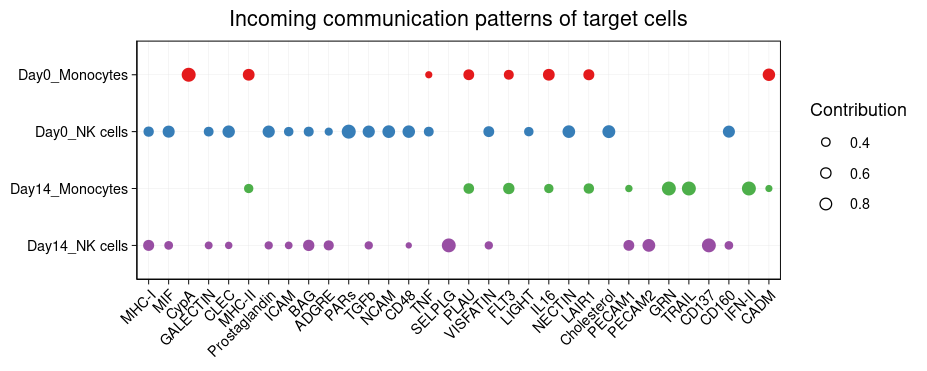 Incoming communication patterns of target cells
Day0_Monocytes
Day0_NK cells
Day14_Monocytes
Day14_NK cells
MHC-I
MIF
CypA
GALECTIN
CLEC
MHC-II
Prostaglandin
ICAM
BAG
ADGRE
PARs
TGFb
NCAM
CD48
TNF
SELPLG
PLAU
VISFATIN
FLT3
LIGHT
IL16
NECTIN
LAIR1
Cholesterol
PECAM1
PECAM2
GRN
TRAIL
CD137
CD160
IFN-II
CADM
Contribution
0.4
0.6
0.8